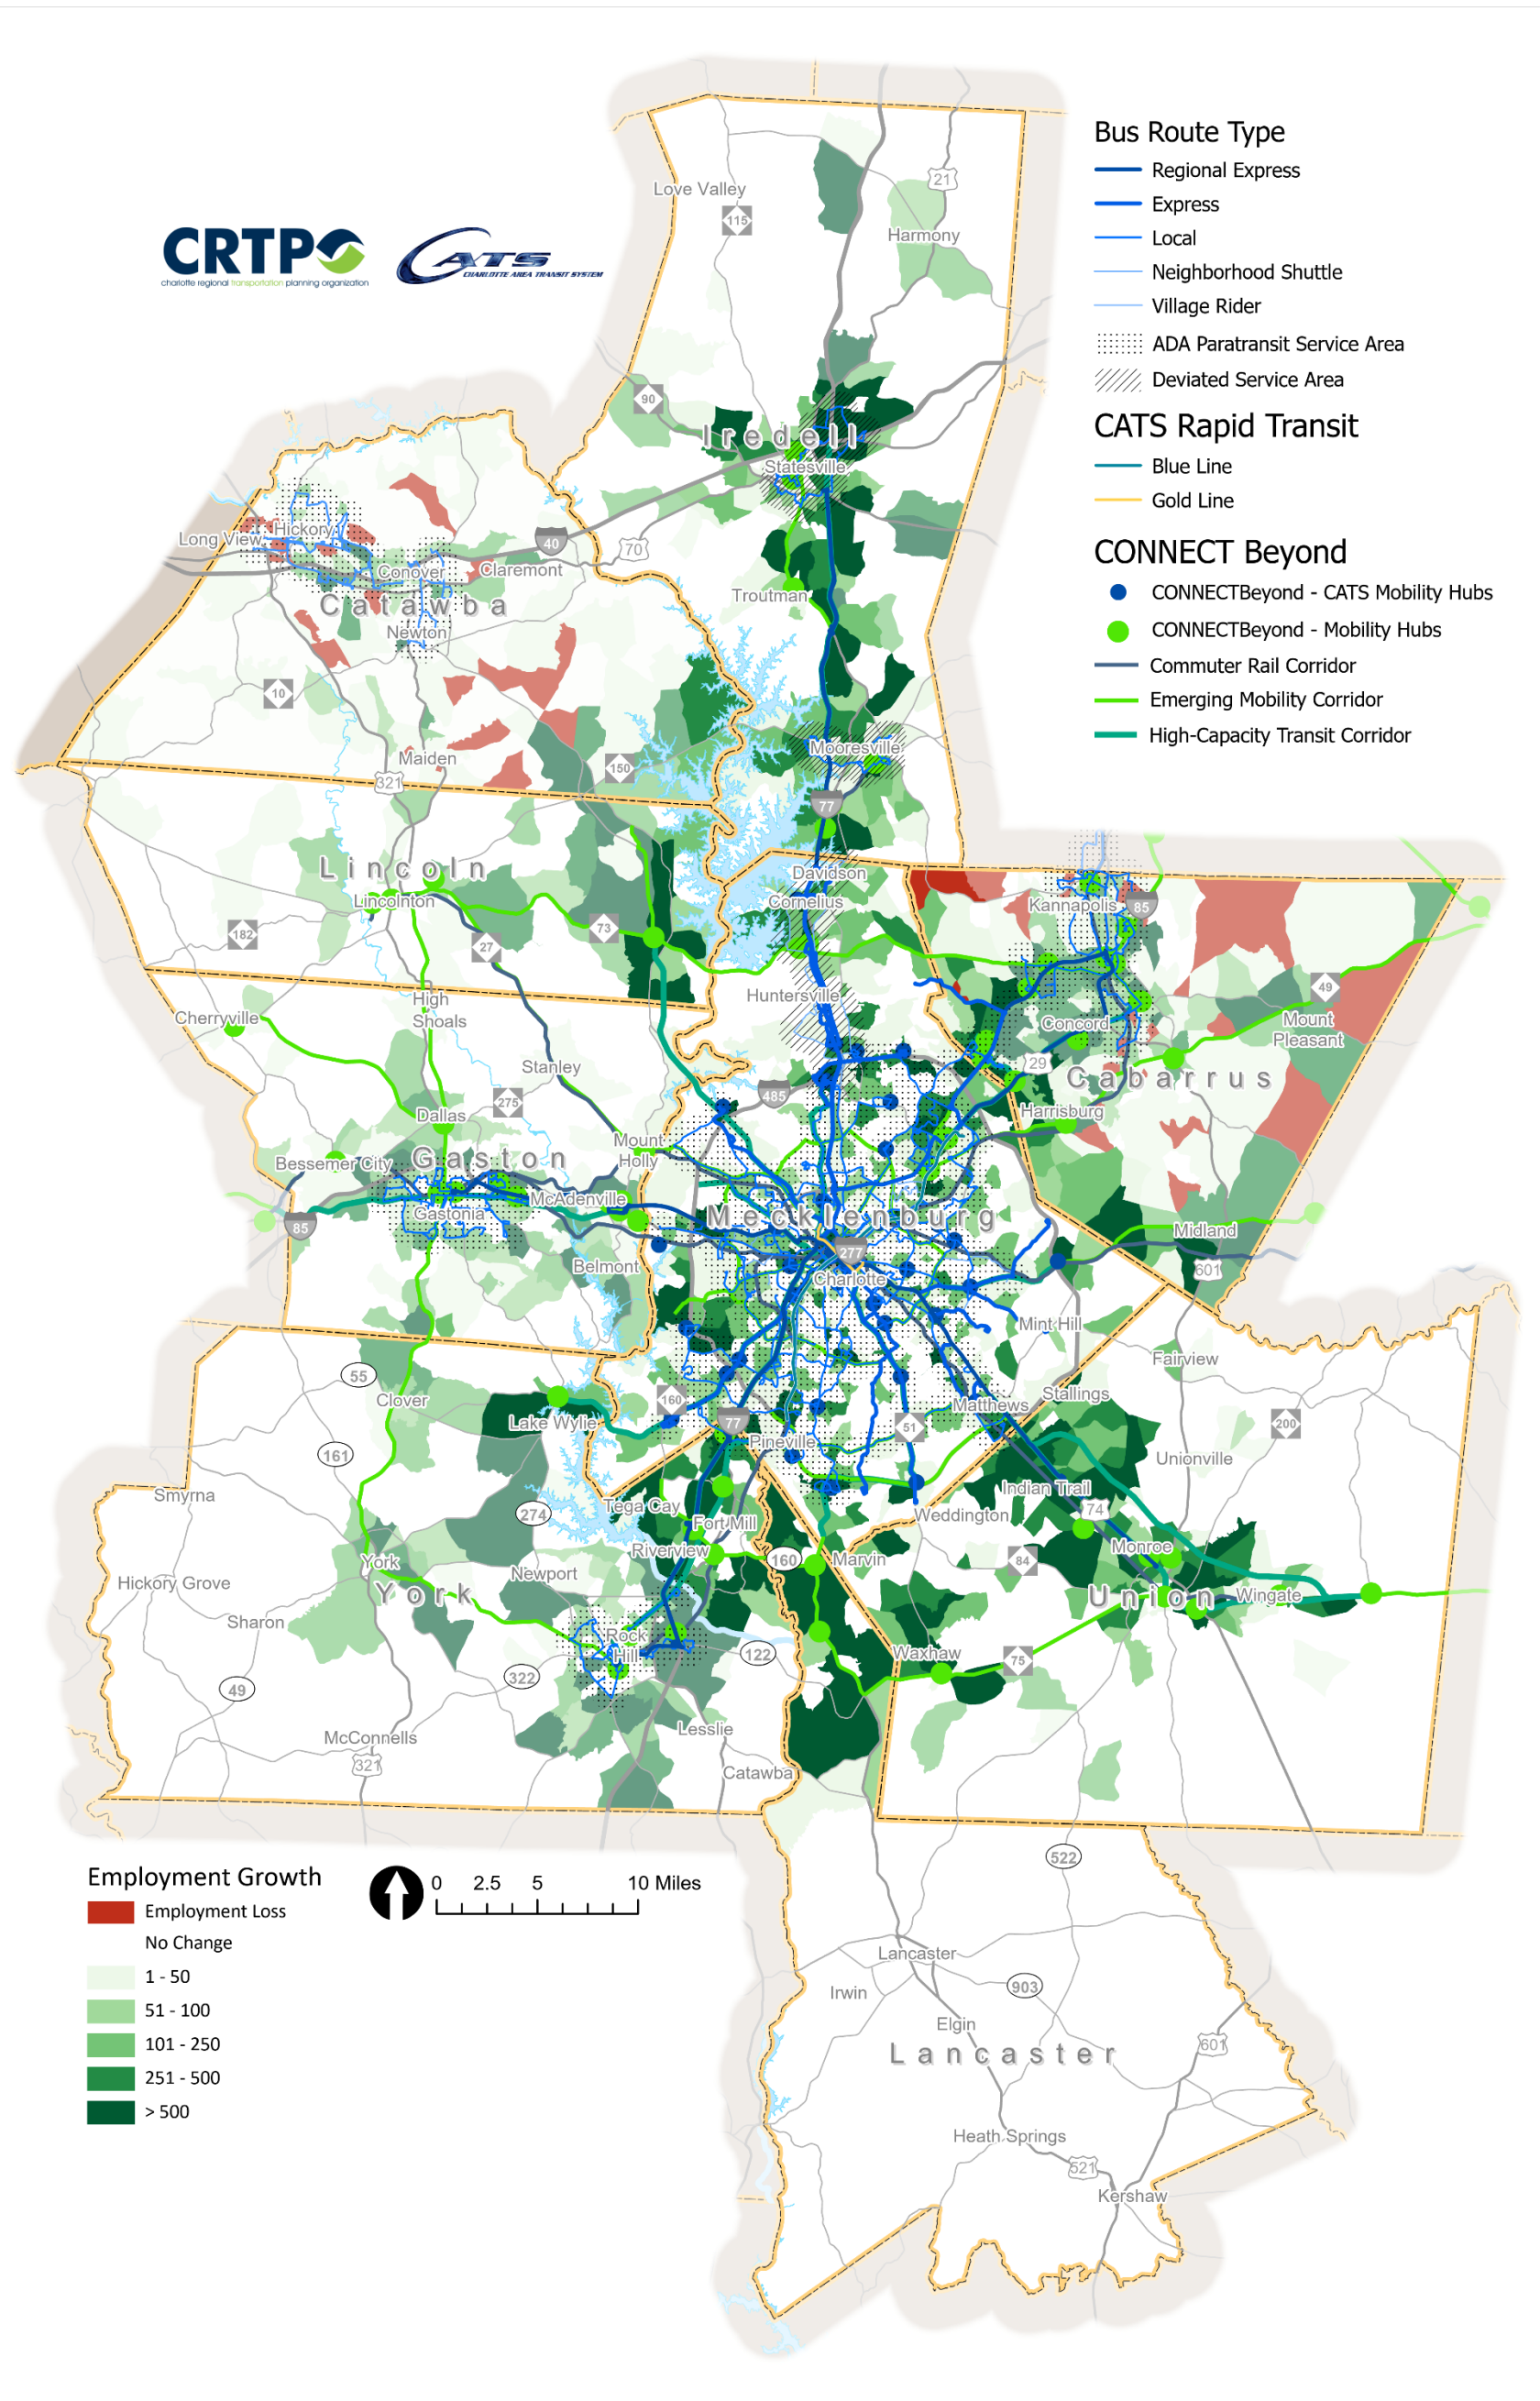 Love Valley
115
21
Harmony
CRTPO
charlotte regional transportation planning organization
CATS
CHARLOTTE AREA TRANSIT SYSTEM
Bus Route Type
Regional Express
Express
Local
Neighborhood Shuttle
Village Rider
ADA Paratransit Service Area
Deviated Service Area
CATS Rapid Transit
Blue Line
Gold Line
CONNECT Beyond
CONNECTBeyond - CATS Mobility Hubs
CONNECTBeyond - Mobility Hubs
Commuter Rail Corridor
Emerging Mobility Corridor
High-Capacity Transit Corridor
90
Iredell
Statesville
Long View
Hickory
40
70
Conover
Claremont
Catawba
Newton
Troutman
10
Mooresville
Maiden
321
150
77
Lincoln
Davidson
Lincolnton
Cornelius
Kannapolis
85
182
27
73
49
High
Shoals
Huntersville
Cherryville
Concord
Mount
Pleasant
Stanley
29
Cabarrus
275
485
Dallas
Harrisburg
Mount
Holly
Bessemer City
Gaston
McAdenville
Gastonia
85
Mecklenburg
Midland
277
601
Belmont
Charlotte
Mint Hill
Fairview
55
Clover
160
Stallings
Lake Wylie
77
51
Matthews
200
161
Pineville
Unionville
Smyrna
274
Tega Cay
Indian Trail
Fort Mill
Weddington
74
York
Riverview
160
Marvin
84
Monroe
Hickory Grove
York
Newport
Union
Wingate
Sharon
Rock
Hill
122
Waxhaw
75
49
322
McConnells
Lesslie
321
Catawba
522
Employment Growth
Employment Loss
No Change
1 - 50
51 - 100
101 - 250
251 - 500
> 500
0 2.5 5 10 Miles
Lancaster
Irwin
903
Elgin
Lancaster
601
Heath Springs
521
Kershaw